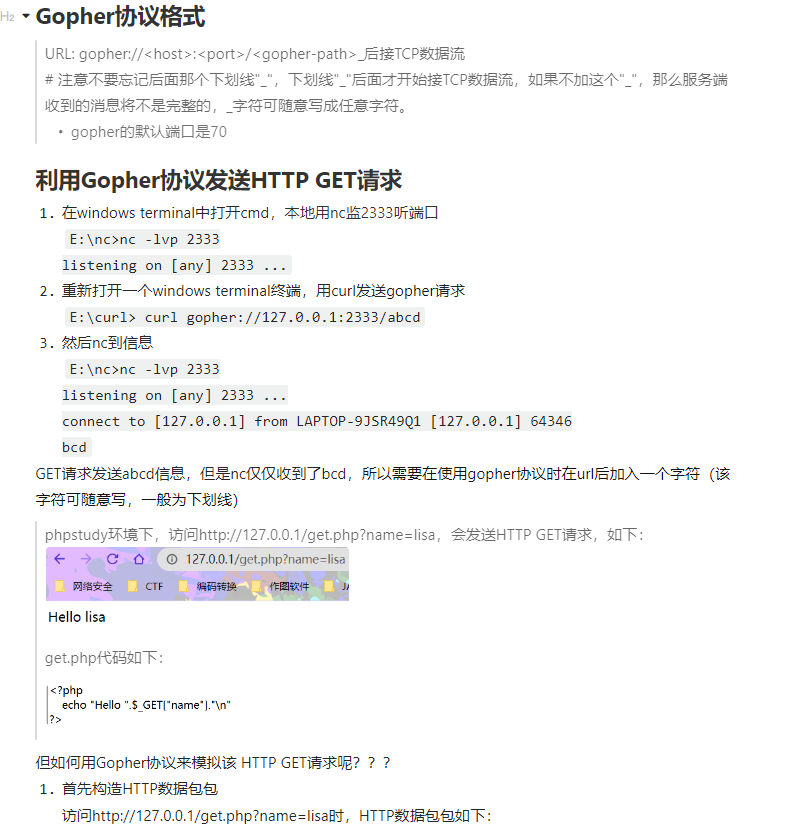 H2 Gopher协议格式
URL: gopher://<host>:<port>/<gopher-path>_后接TCP数据流
# 注意不要忘记后面那个下划线"_"，下划线"_"后面才开始接TCP数据流，如果不加这个"_"，那么服务端
收到的消息将不是完整的，_字符可随意写成任意字符。
• gopher的默认端口是70
利用Gopher协议发送HTTP GET请求
1. 在windows terminal中打开cmd，本地用nc监2333听端口
E:\nc>nc -lvp 2333
listening on [any] 2333 ...
2. 重新打开一个windows terminal终端，用curl发送gopher请求
E:\curl> curl gopher://127.0.0.1:2333/abcd
3. 然后nc到信息
E:\nc>nc -lvp 2333
listening on [any] 2333 ...
connect to [127.0.0.1] from LAPTOP-9JSR49Q1 [127.0.0.1] 64346
bcd
GET请求发送abcd信息，但是nc仅仅收到了bcd，所以需要在使用gopher协议时在url后加入一个字符（该
字符可随意写，一般为下划线）
phpstudy环境下，访问http://127.0.0.1/get.php?name=lisa，会发送HTTP GET请求，如下：
127.0.0.1/get.php?name=lisa
网络安全 CTF 编码转换 作图软件
Hello lisa
get.php代码如下：
<?php
echo "Hello ".$_GET["name"]."\n"
?>
但如何用Gopher协议来模拟该 HTTP GET请求呢？？？
1. 首先构造HTTP数据包包
访问http://127.0.0.1/get.php?name=lisa时，HTTP数据包包如下：